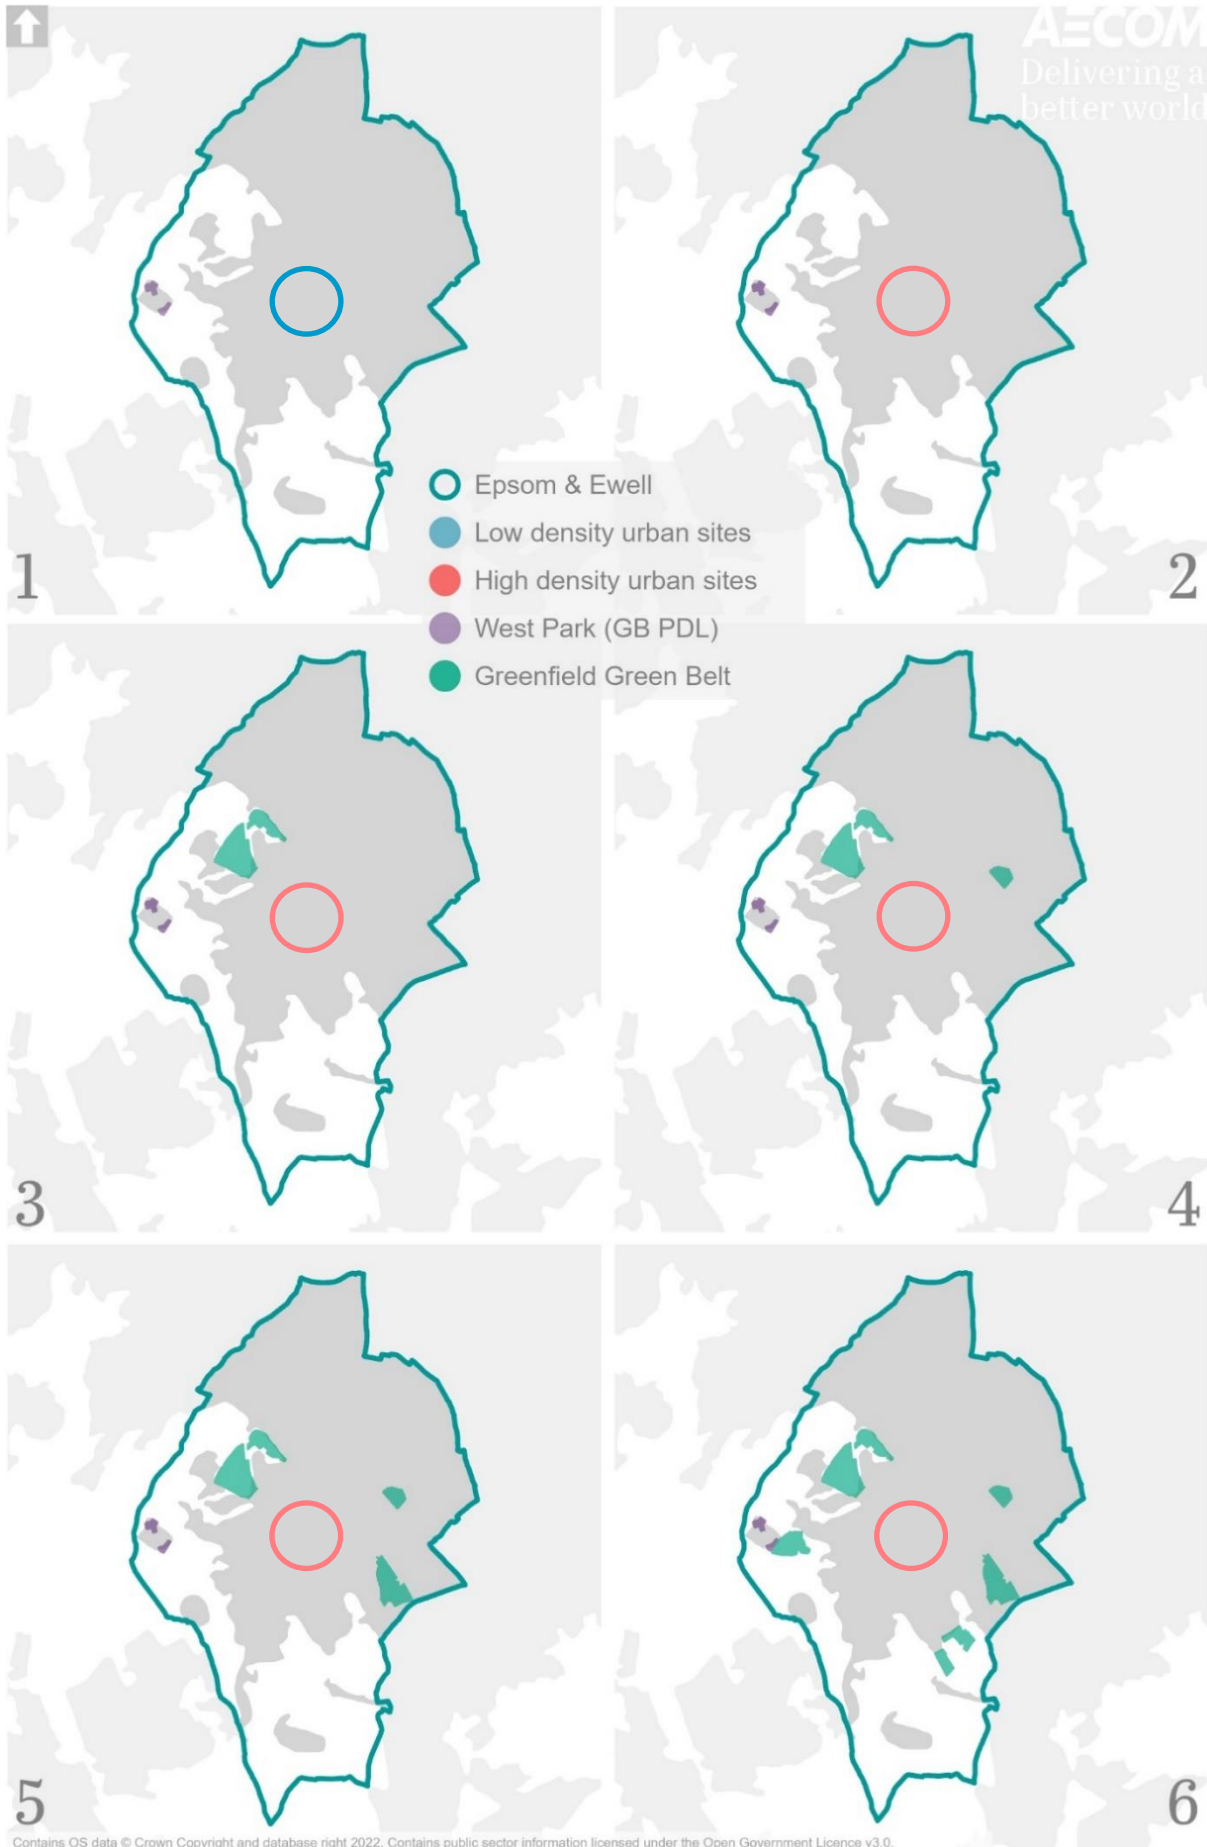 AECOM
Delivering a
better world
Epsom & Ewell
Low density urban sites
High density urban sites
West Park (GB PDL)
Greenfield Green Belt
1
2
3
4
5
6
Contains OS data © Crown Copyright and database right 2022. Contains public sector information licensed under the Open Government Licence v3.0.